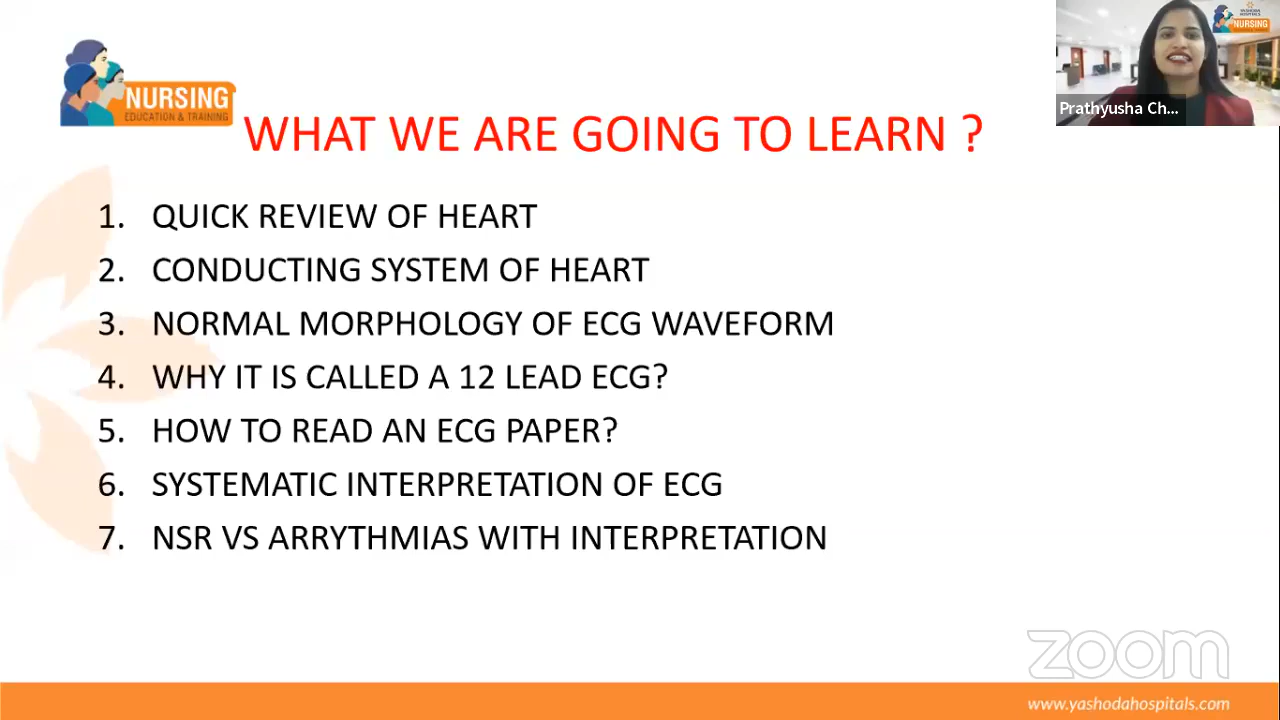 YASHODA
HOSPITALS
NURSING
Prathyusha Ch...
NURSING
EDUCATION & TRAINING
WHAT WE ARE GOING TO LEARN ?
1. QUICK REVIEW OF HEART
2. CONDUCTING SYSTEM OF HEART
3. NORMAL MORPHOLOGY OF ECG WAVEFORM
4. WHY IT IS CALLED A 12 LEAD ECG?
5. HOW TO READ AN ECG PAPER?
6. SYSTEMATIC INTERPRETATION OF ECG
7. NSR VS ARRYTHMIAS WITH INTERPRETATION
zoom
www.yashodahospitals.com